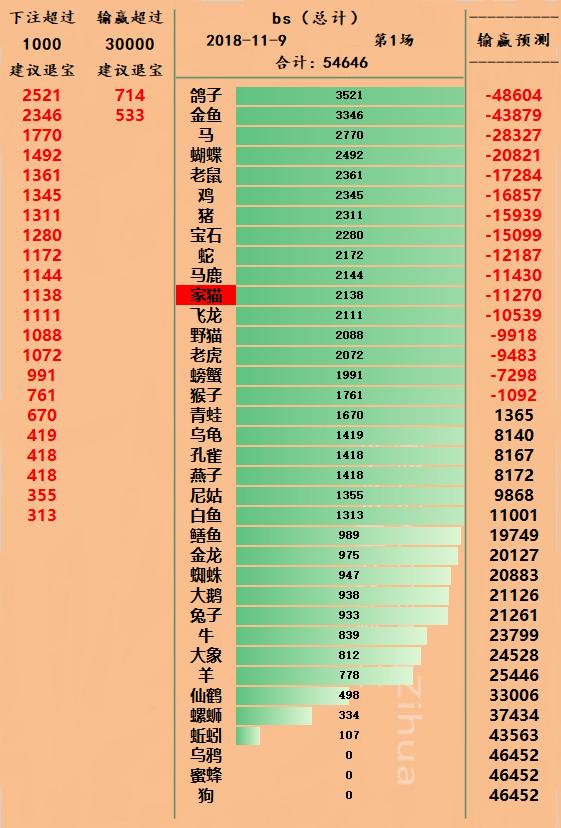 下注超过 输赢超过 bs（总计） ----------
1000 30000 2018-11-9 第1场 输赢预测
建议退宝 建议退宝 合计：54646 ----------
2521 714 鸽子 3521 -48604
2346 533 金鱼 3346 -43879
1770 马 2770 -28327
1492 蝴蝶 2492 -20821
1361 老鼠 2361 -17284
1345 鸡 2345 -16857
1311 猪 2311 -15939
1280 宝石 2280 -15099
1172 蛇 2172 -12187
1144 马鹿 2144 -11430
1138 家猫 2138 -11270
1111 飞龙 2111 -10539
1088 野猫 2088 -9918
1072 老虎 2072 -9483
991 螃蟹 1991 -7298
761 猴子 1761 -1092
670 青蛙 1670 1365
419 乌龟 1419 8140
418 孔雀 1418 8167
418 燕子 1418 8172
355 尼姑 1355 9868
313 白鱼 1313 11001
鳝鱼 989 19749
金龙 975 20127
蜘蛛 947 20883
大鹅 938 21126
兔子 933 21261
牛 839 23799
大象 812 24528
羊 778 25446
仙鹤 498 33006
螺蛳 334 37434
蚯蚓 107 43563
乌鸦 0 46452
蜜蜂 0 46452
狗 0 46452
zihua